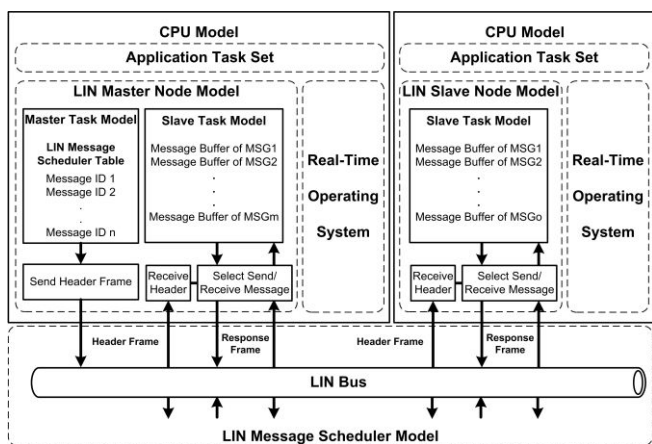 CPU Model
Application Task Set
LIN Master Node Model
Master Task Model
LIN Message
Scheduler Table
Message ID 1
Message ID 2
.
.
Message ID n
Slave Task Model
Message Buffer of MSG1
Message Buffer of MSG2
.
.
.
Message Buffer of MSGm
Real-Time
Operating
System
Send Header Frame
Receive
Header
Select Send/
Receive Message
CPU Model
Application Task Set
LIN Slave Node Model
Slave Task Model
Message Buffer of MSG1
Message Buffer of MSG2
.
.
.
Message Buffer of MSGo
Real-Time
Operating
System
Receive
Header
Select Send/
Receive Message
Header Frame
Response
Frame
Header Frame
Response
Frame
LIN Bus
LIN Message Scheduler Model